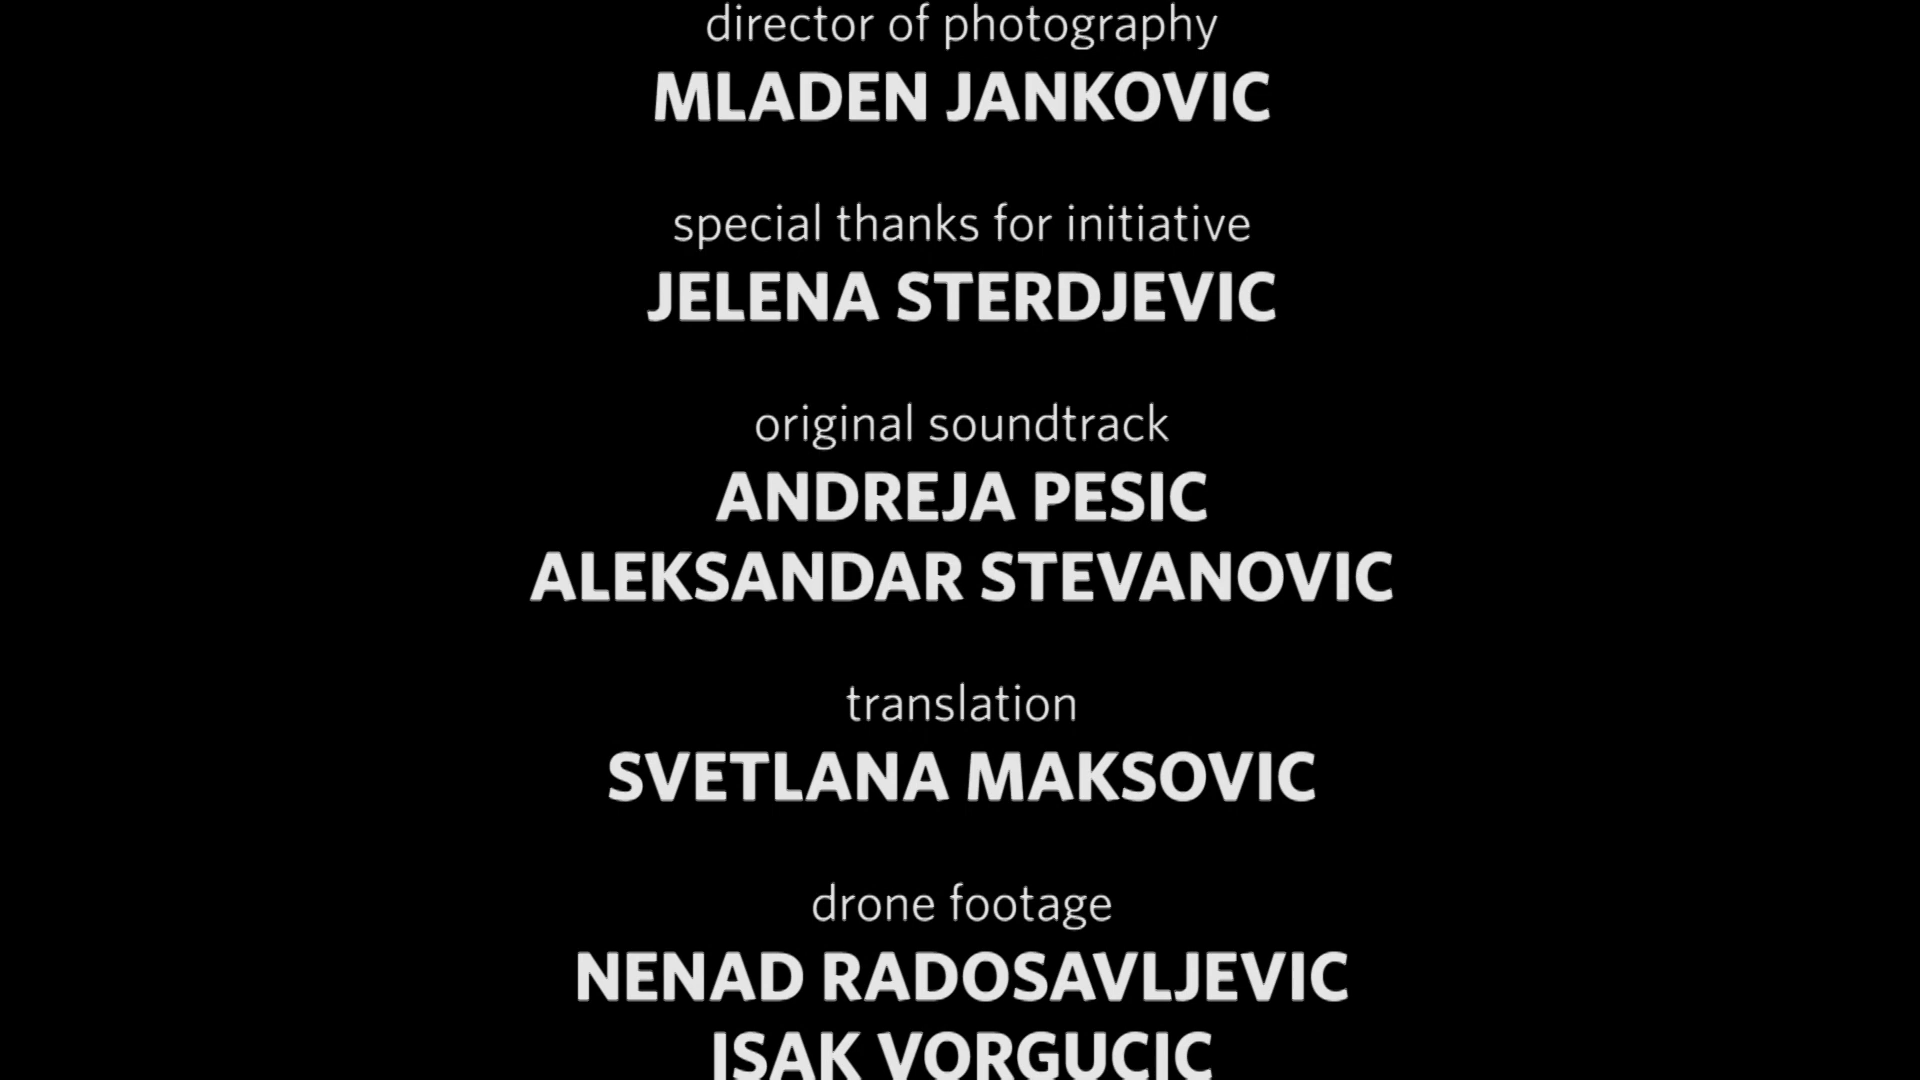 director of photography
MLADEN JANKOVIC
special thanks for initiative
JELENA STERDJEVIC
original soundtrack
ANDREJA PESIC
ALEKSANDAR STEVANOVIC
translation
SVETLANA MAKSOVIC
drone footage
NENAD RADOSAVLJEVIC
ISAK VORGUCIC